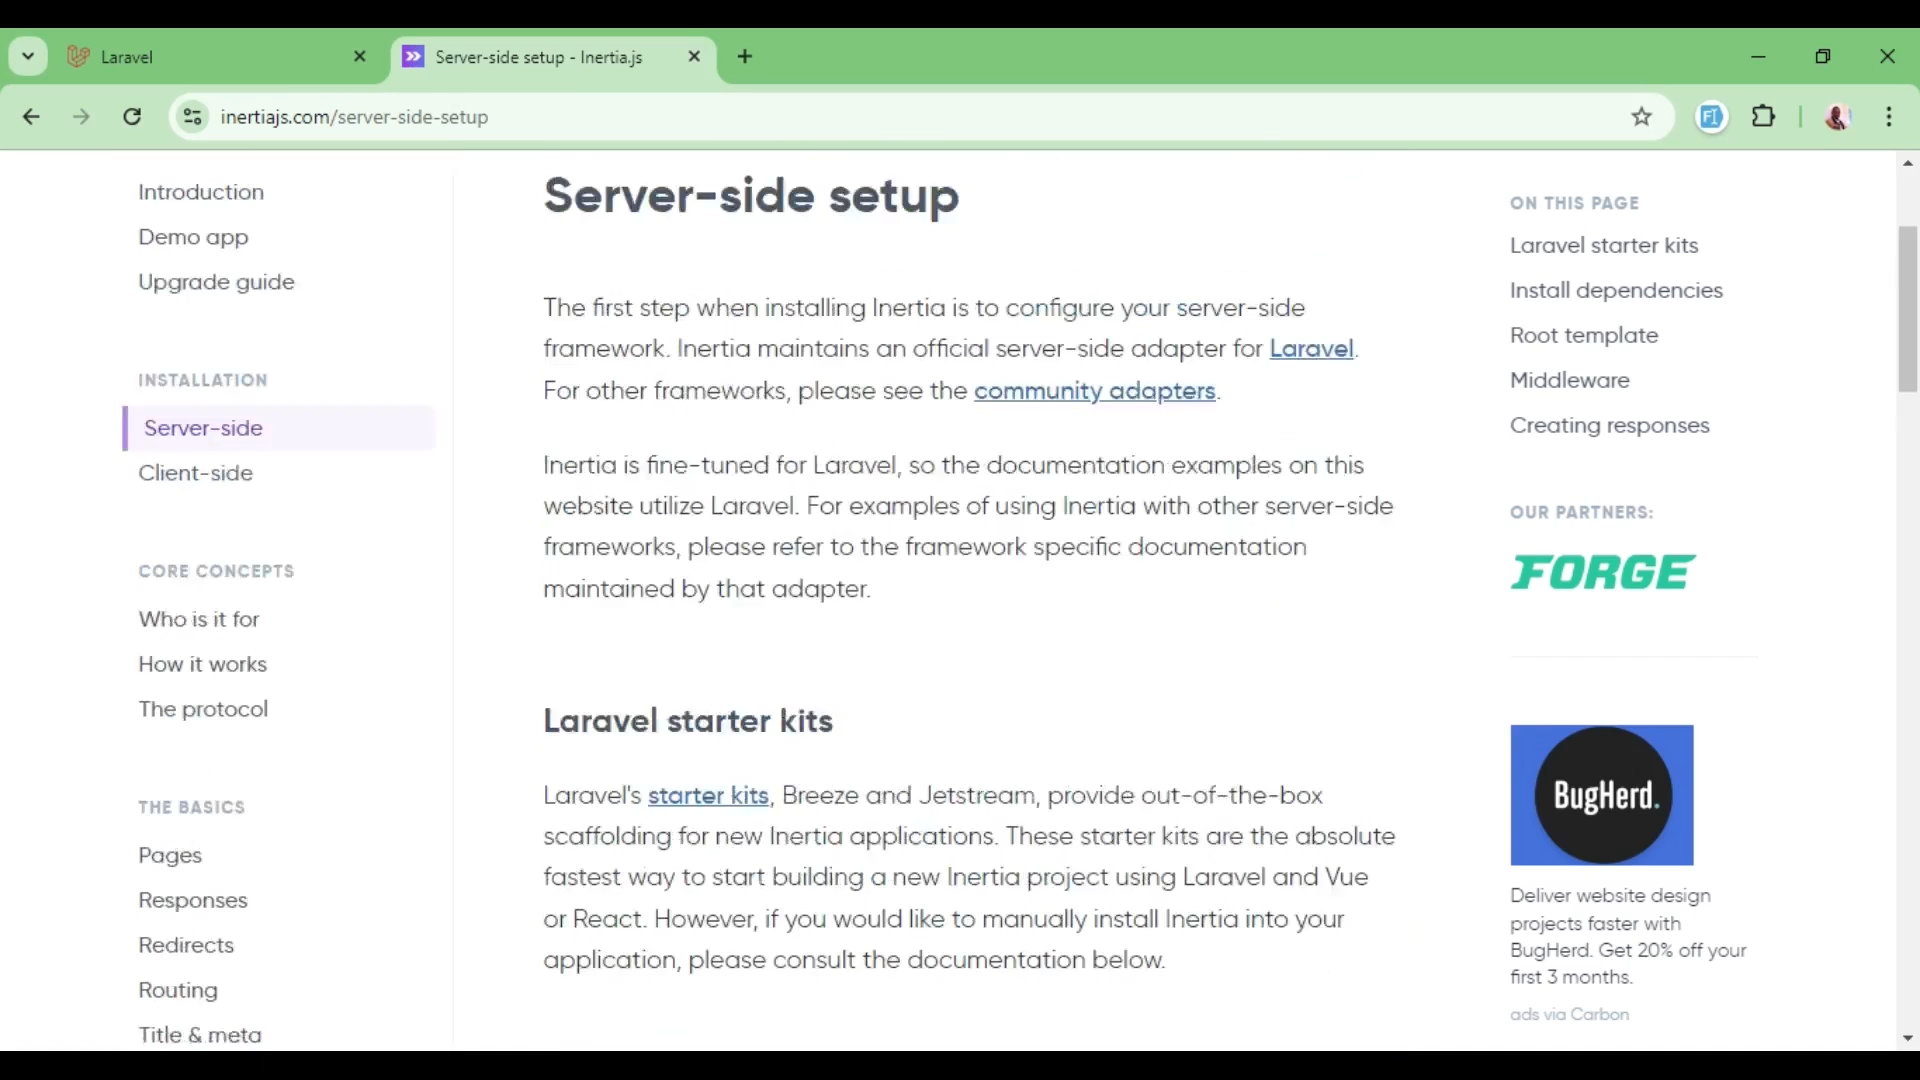 Laravel
Server-side setup - Inertia.js
inertiajs.com/server-side-setup
Introduction
Demo app
Upgrade guide
INSTALLATION
Server-side
Client-side
CORE CONCEPTS
Who is it for
How it works
The protocol
THE BASICS
Pages
Responses
Redirects
Routing
Title & meta
Server-side setup
The first step when installing Inertia is to configure your server-side
framework. Inertia maintains an official server-side adapter for Laravel.
For other frameworks, please see the community adapters.
Inertia is fine-tuned for Laravel, so the documentation examples on this
website utilize Laravel. For examples of using Inertia with other server-side
frameworks, please refer to the framework specific documentation
maintained by that adapter.
Laravel starter kits
Laravel's starter kits, Breeze and Jetstream, provide out-of-the-box
scaffolding for new Inertia applications. These starter kits are the absolute
fastest way to start building a new Inertia project using Laravel and Vue
or React. However, if you would like to manually install Inertia into your
application, please consult the documentation below.
ON THIS PAGE
Laravel starter kits
Install dependencies
Root template
Middleware
Creating responses
OUR PARTNERS:
FORGE
BugHerd.
Deliver website design
projects faster with
BugHerd. Get 20% off your
first 3 months.
ads via Carbon